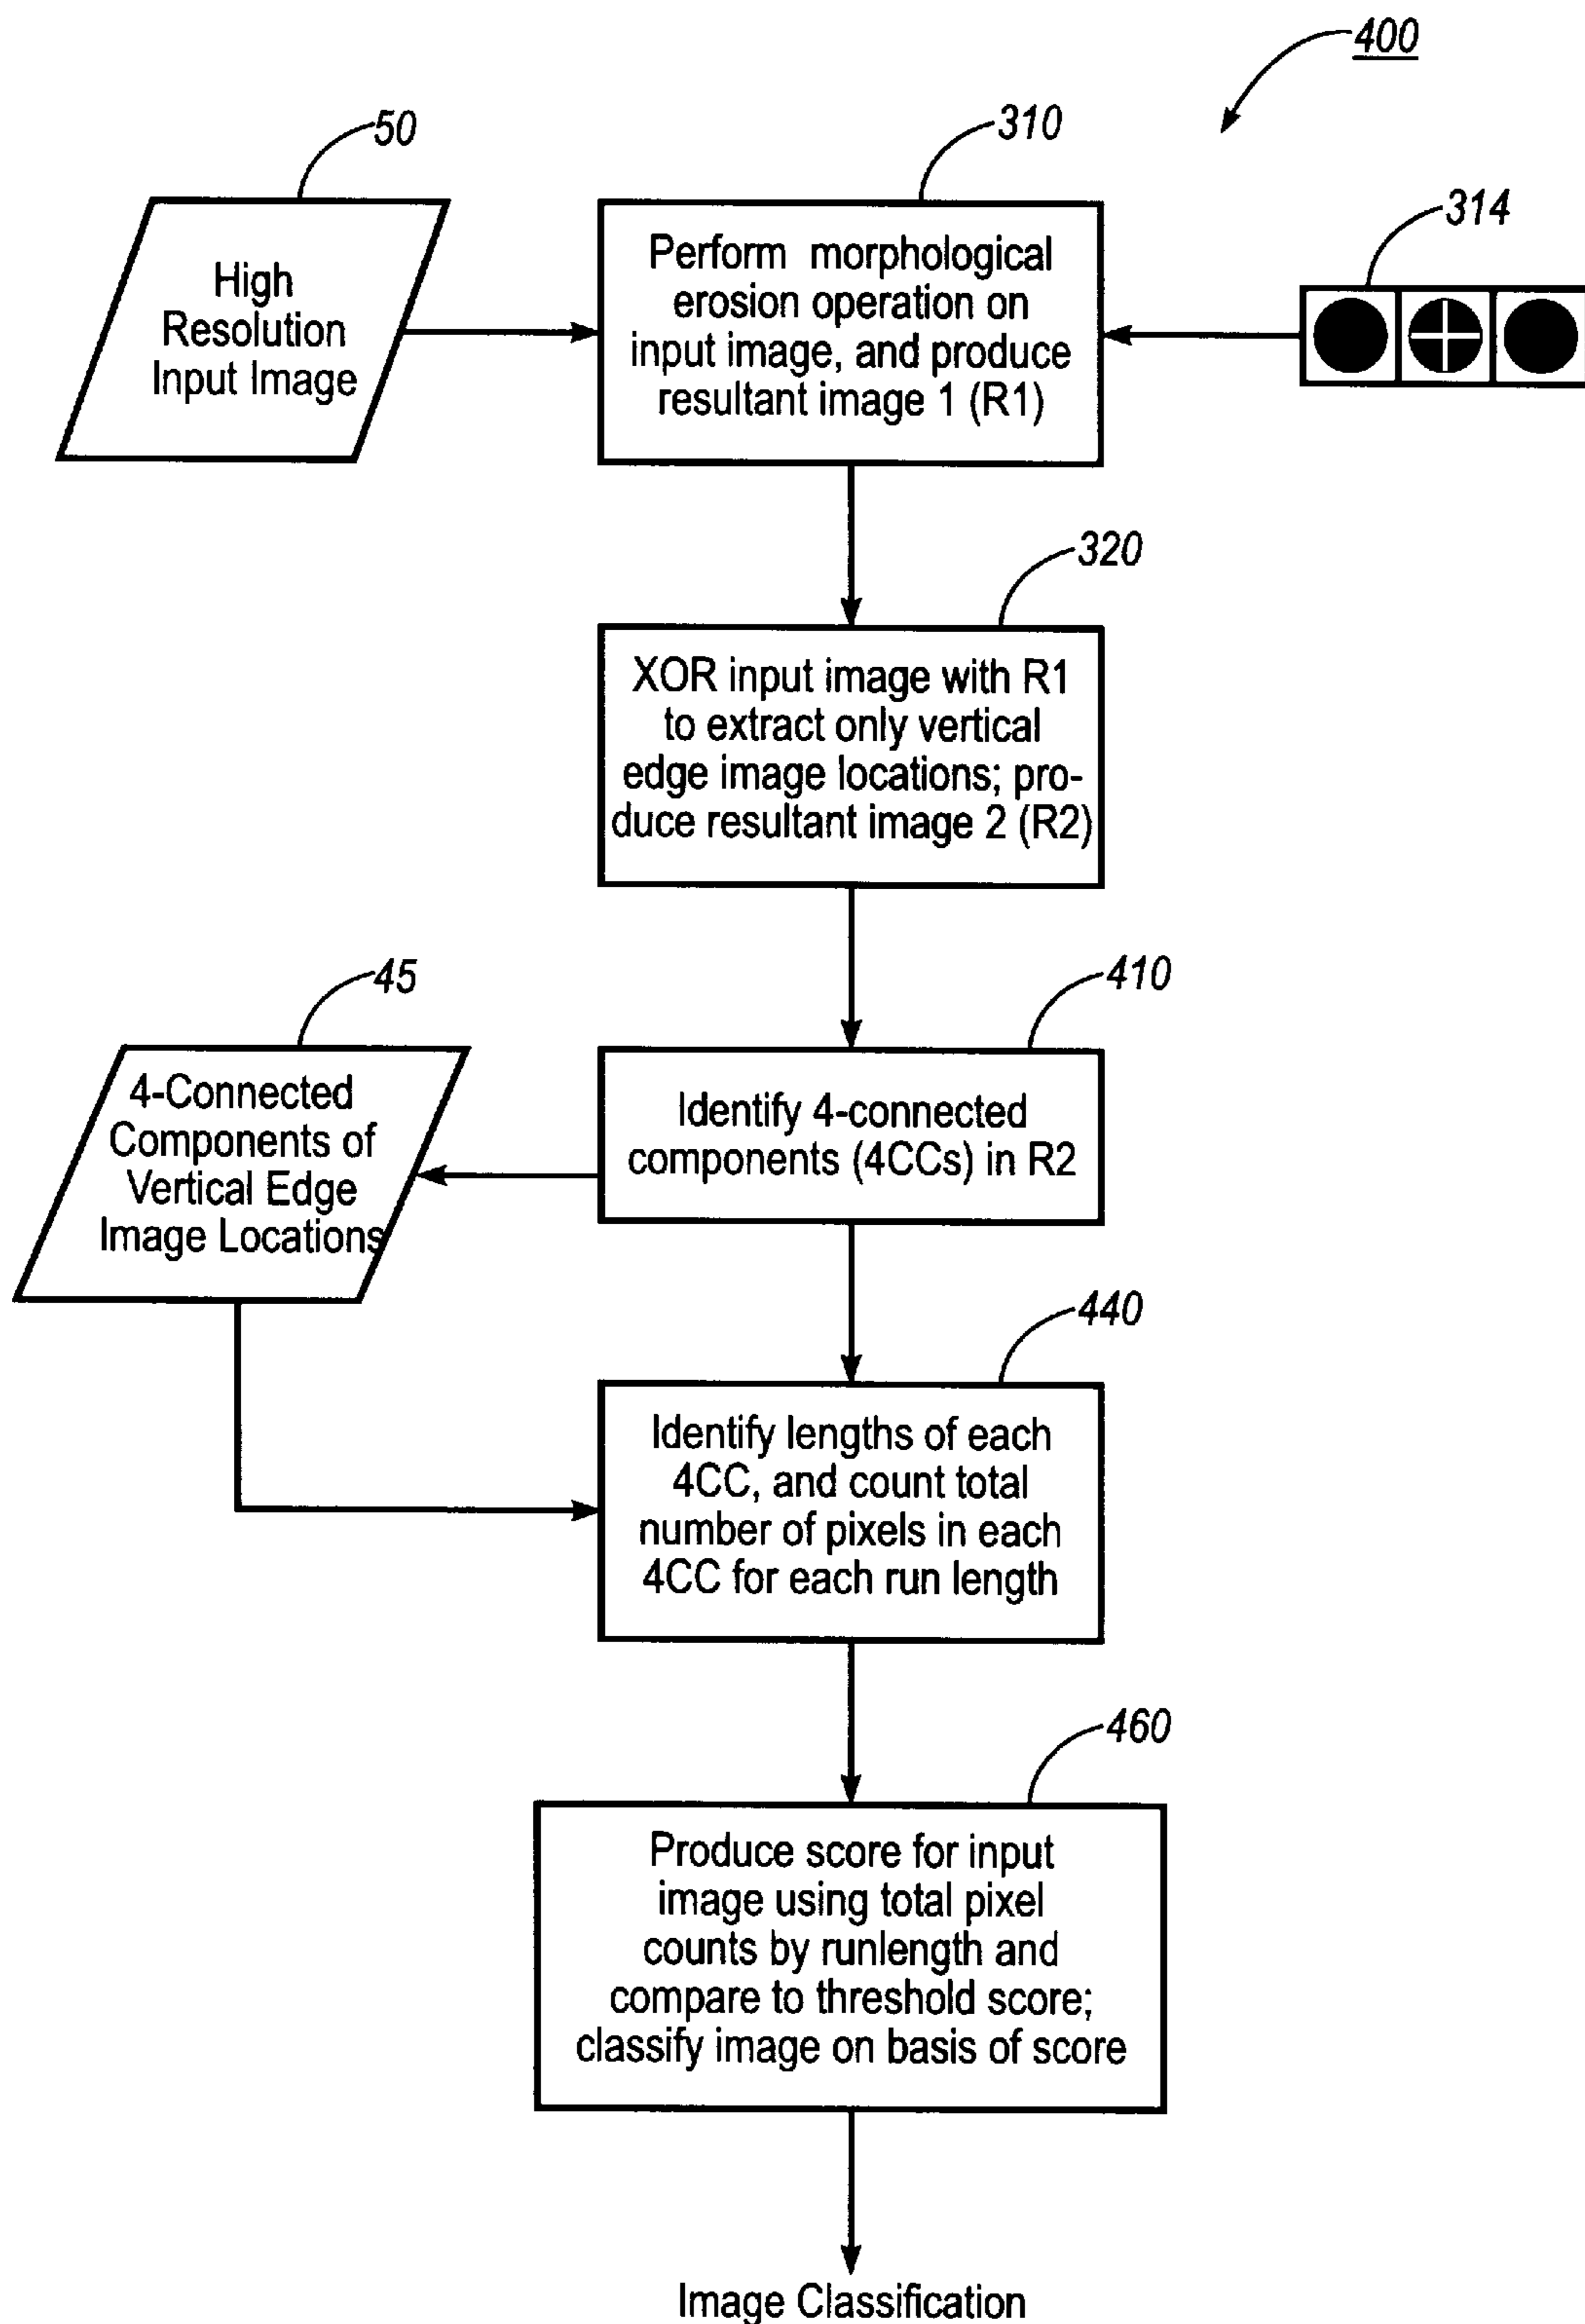 400
50
310
314
High
Resolution
Input Image
Perform morphological
erosion operation on
input image, and produce
resultant image 1 (R1)
320
XOR input image with R1
to extract only vertical
edge image locations; pro-
duce resultant image 2 (R2)
45
410
4-Connected
Components of
Vertical Edge
Image Locations
Identify 4-connected
components (4CCs) in R2
440
Identify lengths of each
4CC, and count total
number of pixels in each
4CC for each run length
460
Produce score for input
image using total pixel
counts by runlength and
compare to threshold score;
classify image on basis of score
Image Classification